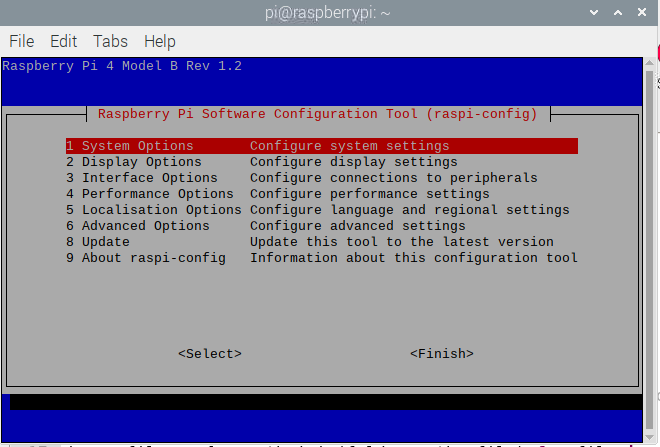 pi@raspberrypi: ~
File Edit Tabs Help
Raspberry Pi 4 Model B Rev 1.2
Raspberry Pi Software Configuration Tool (raspi-config)
1 System Options Configure system settings
2 Display Options Configure display settings
3 Interface Options Configure connections to peripherals
4 Performance Options Configure performance settings
5 Localisation Options Configure language and regional settings
6 Advanced Options Configure advanced settings
8 Update Update this tool to the latest version
9 About raspi-config Information about this configuration tool
<Select> <Finish>